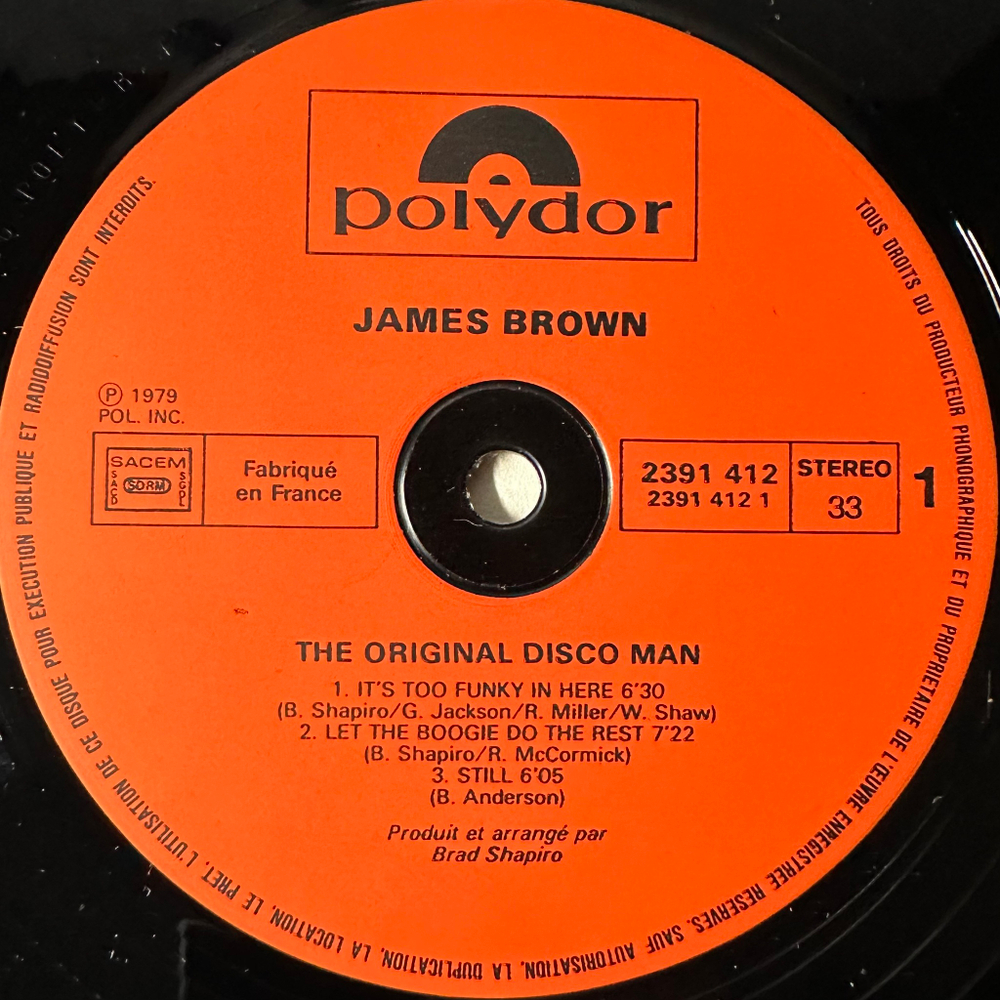 polydor
JAMES BROWN
Ⓟ 1979
POL. INC.
SACEM
SACD
SDRM
SGDL
Fabriqué
en France
2391 412
2391 412 1
STEREO
33
1
THE ORIGINAL DISCO MAN
1. IT'S TOO FUNKY IN HERE 6'30
(B. Shapiro/G. Jackson/R. Miller/W. Shaw)
2. LET THE BOOGIE DO THE REST 7'22
(B. Shapiro/R. McCormick)
3. STILL 6'05
(B. Anderson)
Produit et arrangé par
Brad Shapiro
TOUS DROITS DU PRODUCTEUR PHONOGRAPHIQUE ET DU PROPRIETAIRE DE L'ŒUVRE ENREGISTREE RESERVES. SAUF AUTORISATION, LA DUPLICATION, LA LOCATION, LE PRET, L'UTILISATION DE CE DISQUE POUR EXECUTION PUBLIQUE ET RADIODIFFUSION SONT INTERDITS.